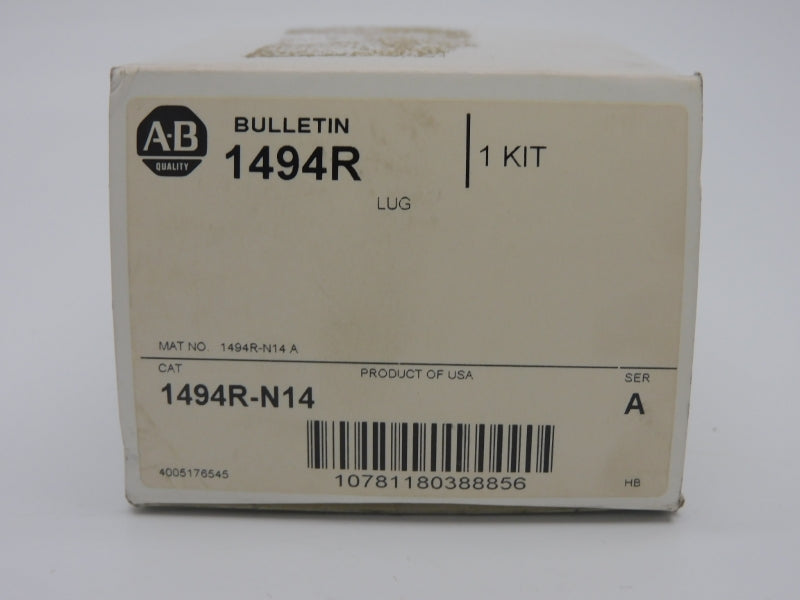 A-B
QUALITY
BULLETIN
1494R
1 KIT
LUG
MAT NO. 1494R-N14 A
CAT
PRODUCT OF USA
SER
1494R-N14
A
4005176545
10781180388856
HB